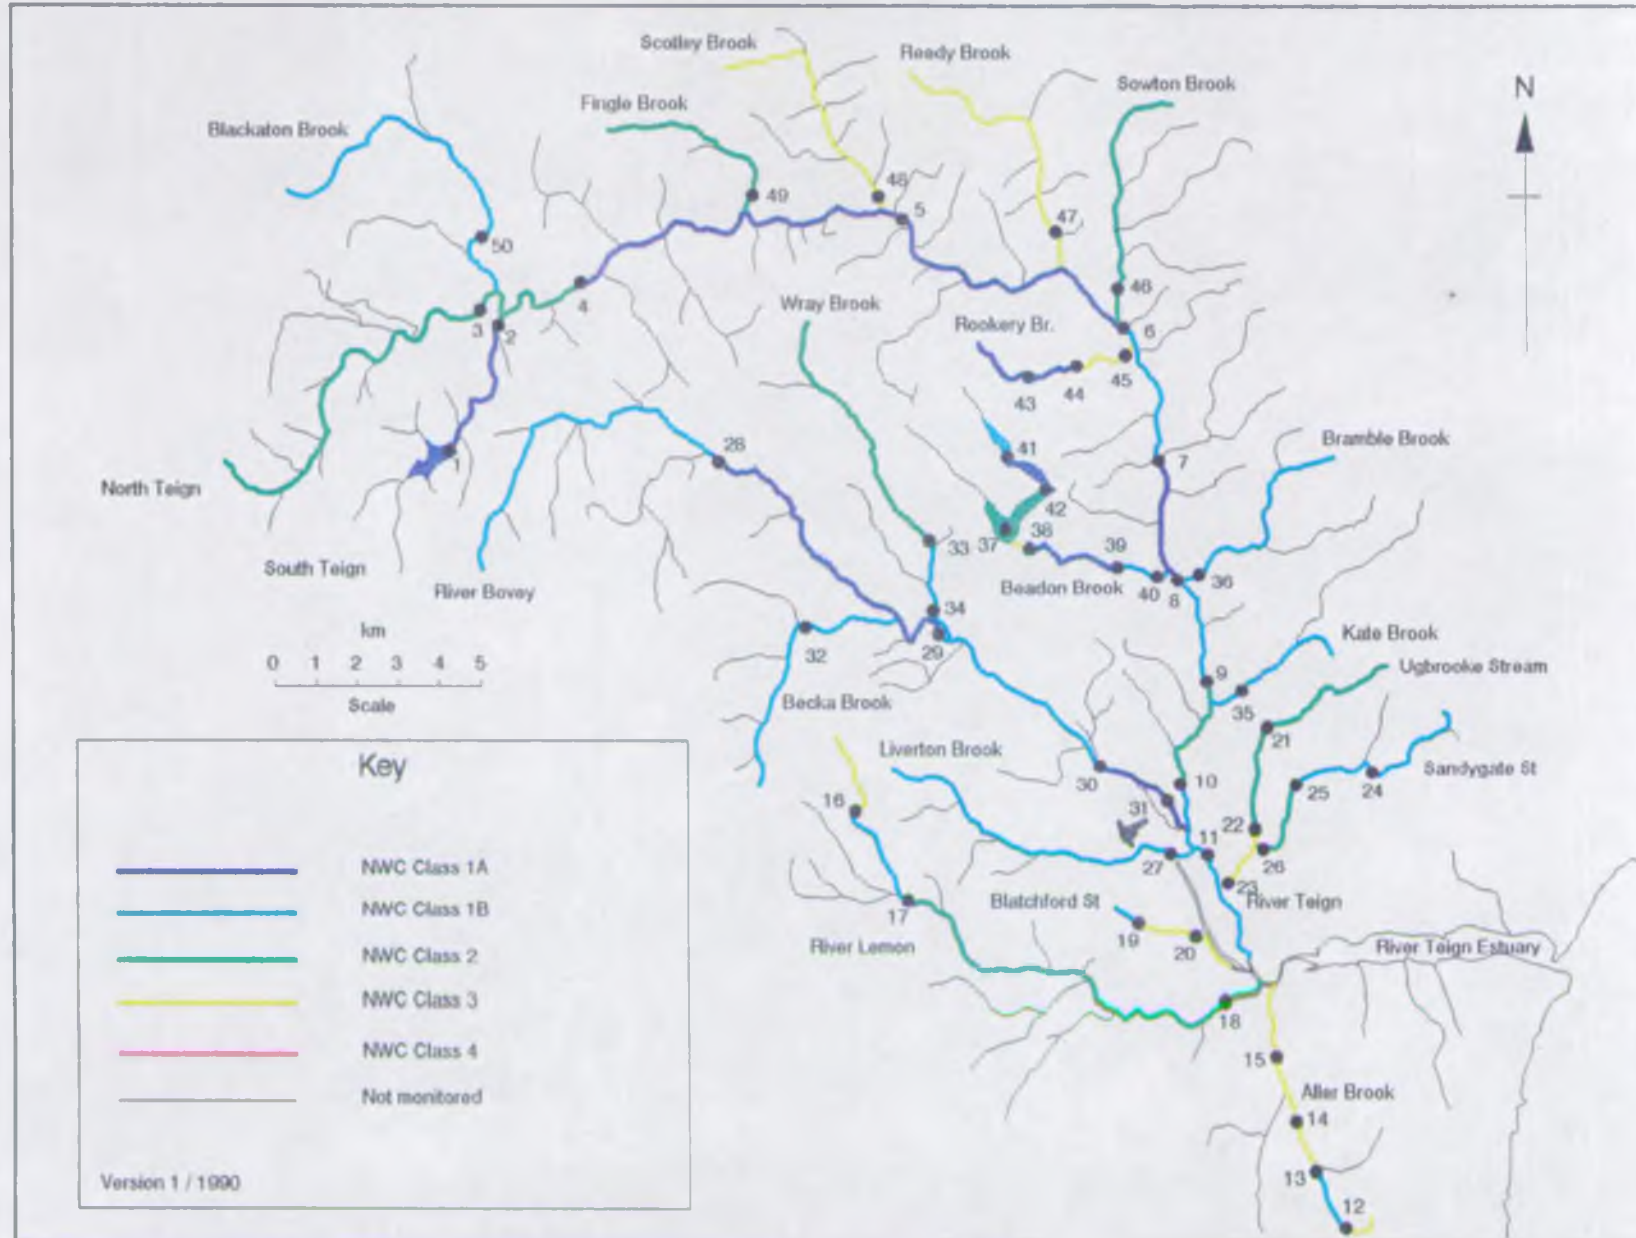 Scotley Brook
Reedy Brook
Sowton Brook
N
Fingle Brook
Blackaton Brook
49
48
5
47
50
46
4
Wray Brook
3
2
Rookery Br.
6
45
44
43
28
41
Bramble Brook
1
7
North Teign
42
33
37
38
39
36
South Teign
River Bovey
Beadon Brook
40
8
34
km
Kate Brook
0 1 2 3 4 5
32
29
9
Ugbrooke Stream
Scale
Becka Brook
35
21
Key
Liverton Brook
30
10
25
24
Sandygate St
16
31
11
22
26
27
NWC Class 1A
23
River Teign
NWC Class 1B
17
Blatchford St
19
20
River Lemon
River Teign Estuary
NWC Class 2
NWC Class 3
18
NWC Class 4
15
Not monitored
Aller Brook
14
13
Version 1 / 1990
12